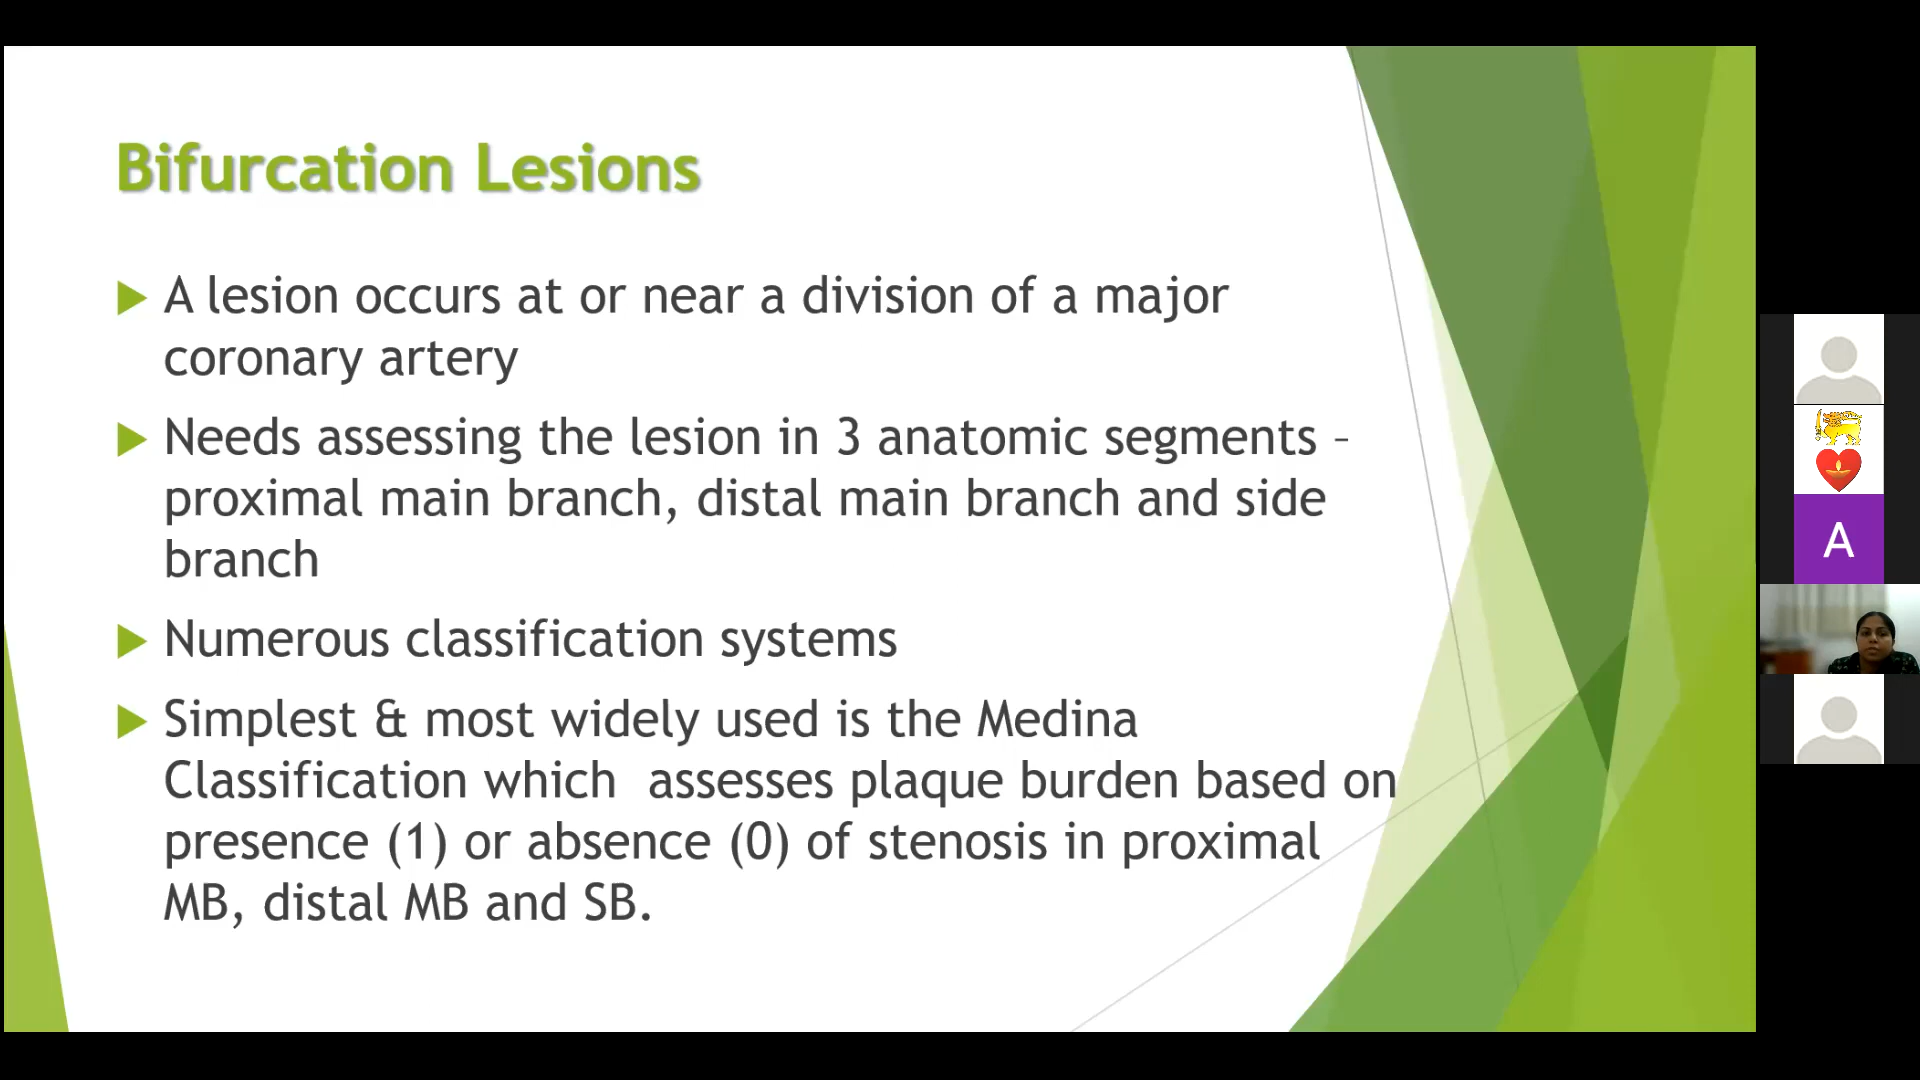 Bifurcation Lesions
A lesion occurs at or near a division of a major
coronary artery
Needs assessing the lesion in 3 anatomic segments –
proximal main branch, distal main branch and side
branch
Numerous classification systems
Simplest & most widely used is the Medina
Classification which  assesses plaque burden based on
presence (1) or absence (0) of stenosis in proximal
MB, distal MB and SB.
A